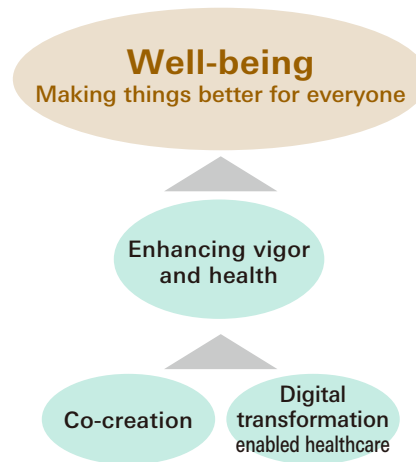 Well-being
Making things better for everyone
Enhancing vigor
and health
Co-creation
Digital
transformation
enabled healthcare